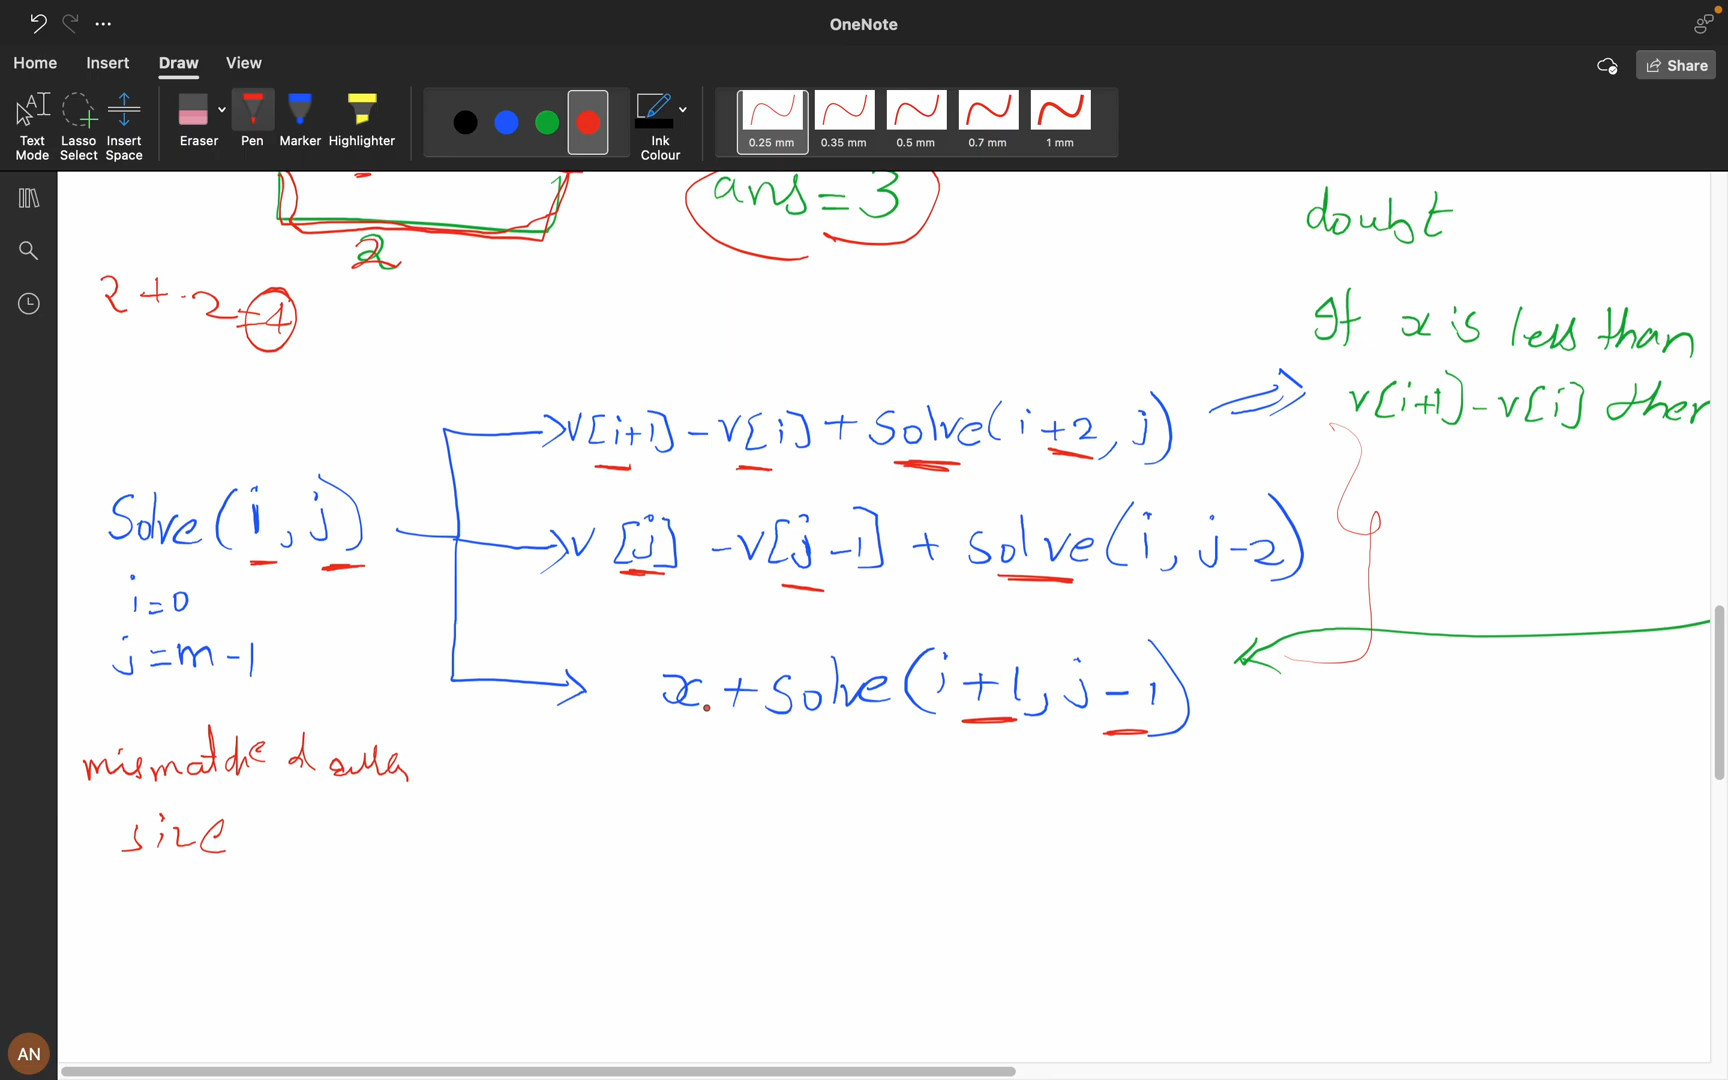 OneNote
Home Insert Draw View
Share
Text Mode
Lasso Select
Insert Space
Eraser
Pen
Marker
Highlighter
Ink Colour
0.25 mm
0.35 mm
0.5 mm
0.7 mm
1 mm
ans = 3
doubt
2
2 + 2 = 4
If x is less than
v[i+1] - v[i] then
v[i+1] - v[i] + solve(i+2, j)
Solve(i, j)
v[j] - v[j-1] + solve(i, j-2)
i=0
j=m-1
x + solve(i+1, j-1)
size
AN